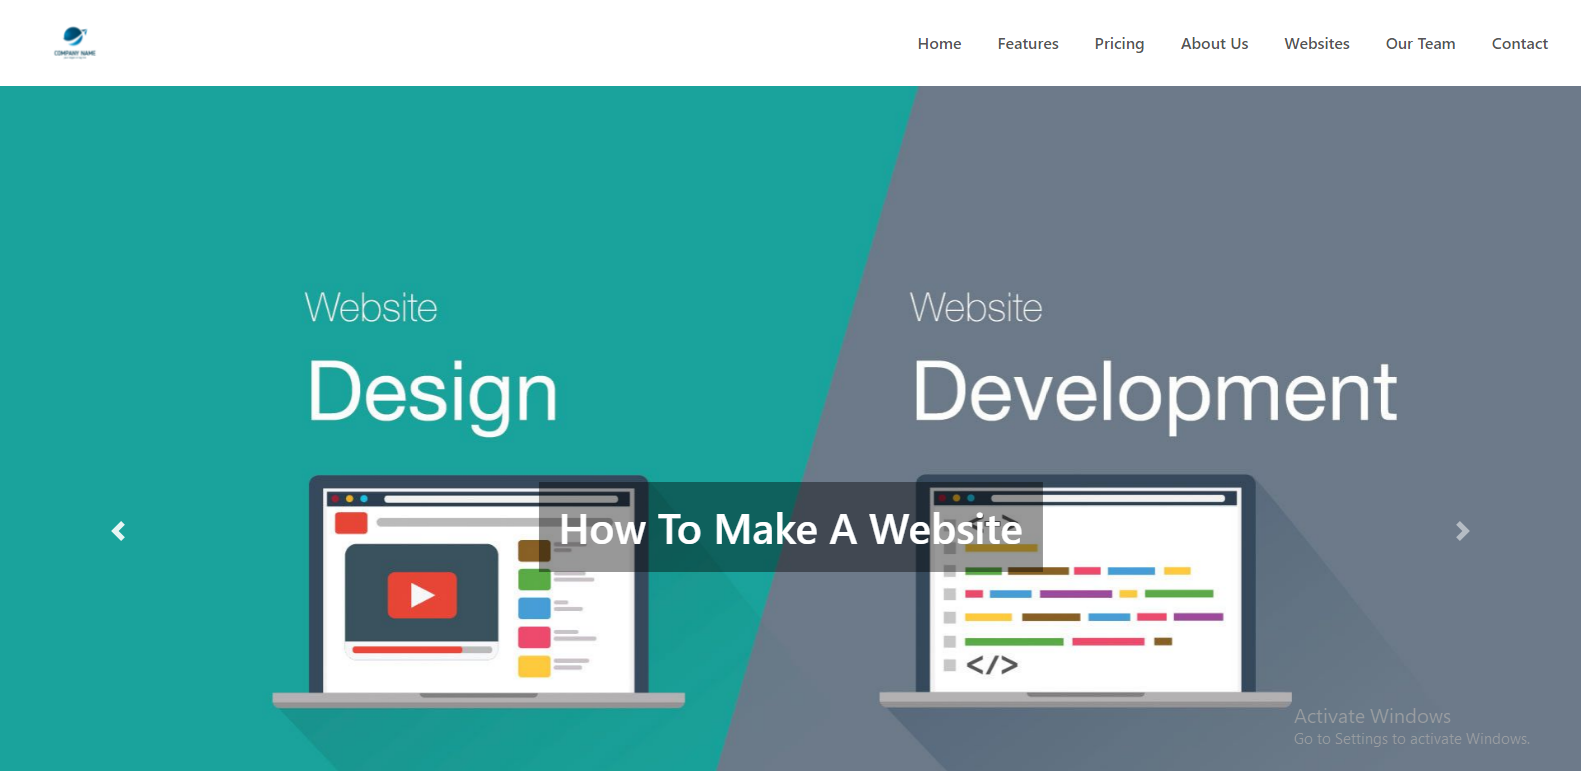 COMPANY NAME
Home Features Pricing About Us Websites Our Team Contact
Website
Design
Website
Development
How To Make A Website
</>
</>
Activate Windows
Go to Settings to activate Windows.